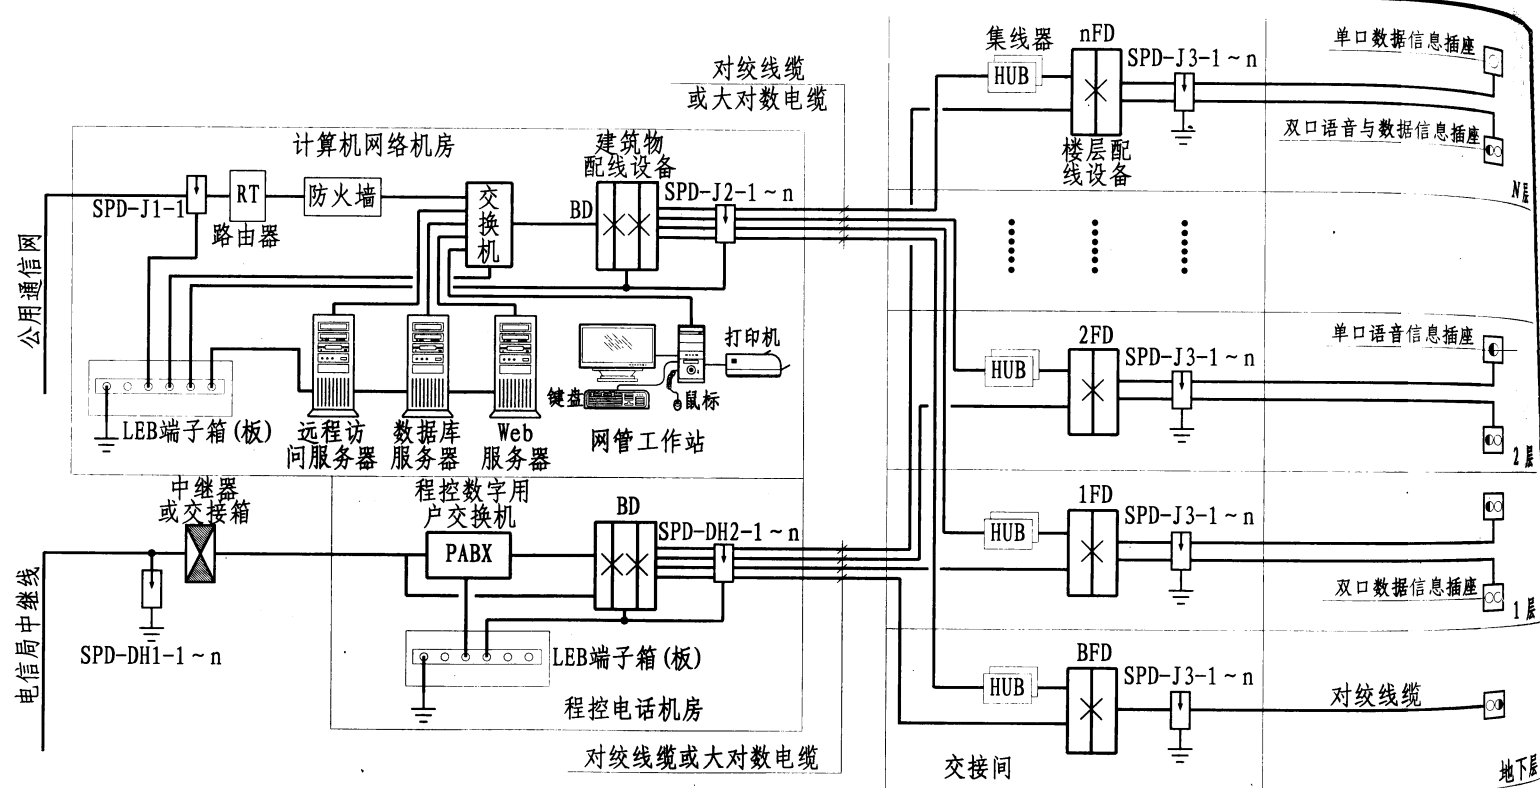 对绞线缆
或大对数电缆
计算机网络机房
建筑物
配线设备
SPD-J1-1
RT
路由器
防火墙
交换机
BD
SPD-J2-1~n
公用通信网
LEB端子箱(板)
远程访
问服务器
数据库
服务器
Web
服务器
打印机
键盘
鼠标
网管工作站
中继器
或交接箱
程控数字用
户交换机
PABX
BD
SPD-DH2-1~n
电信局中继线
SPD-DH1-1~n
LEB端子箱(板)
程控电话机房
对绞线缆或大对数电缆
集线器
HUB
nFD
SPD-J3-1~n
楼层配
线设备
单口数据信息插座
双口语音与数据信息插座
N层
HUB
2FD
SPD-J3-1~n
单口语音信息插座
2层
HUB
1FD
SPD-J3-1~n
双口数据信息插座
1层
HUB
BFD
SPD-J3-1~n
对绞线缆
交接间
地下层